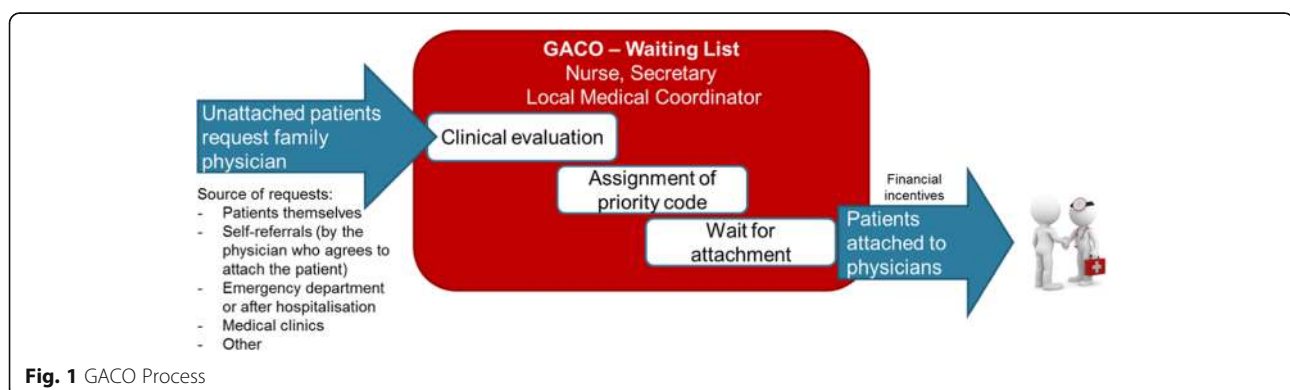 GACO – Waiting List
Nurse, Secretary
Local Medical Coordinator
Unattached patients
request family
physician
Clinical evaluation
Source of requests:
- Patients themselves
- Self-referrals (by the
physician who agrees to
attach the patient)
- Emergency department
or after hospitalisation
- Medical clinics
- Other
Assignment of
priority code
Wait for
attachment
Financial
incentives
Patients
attached to
physicians
Fig. 1 GACO Process